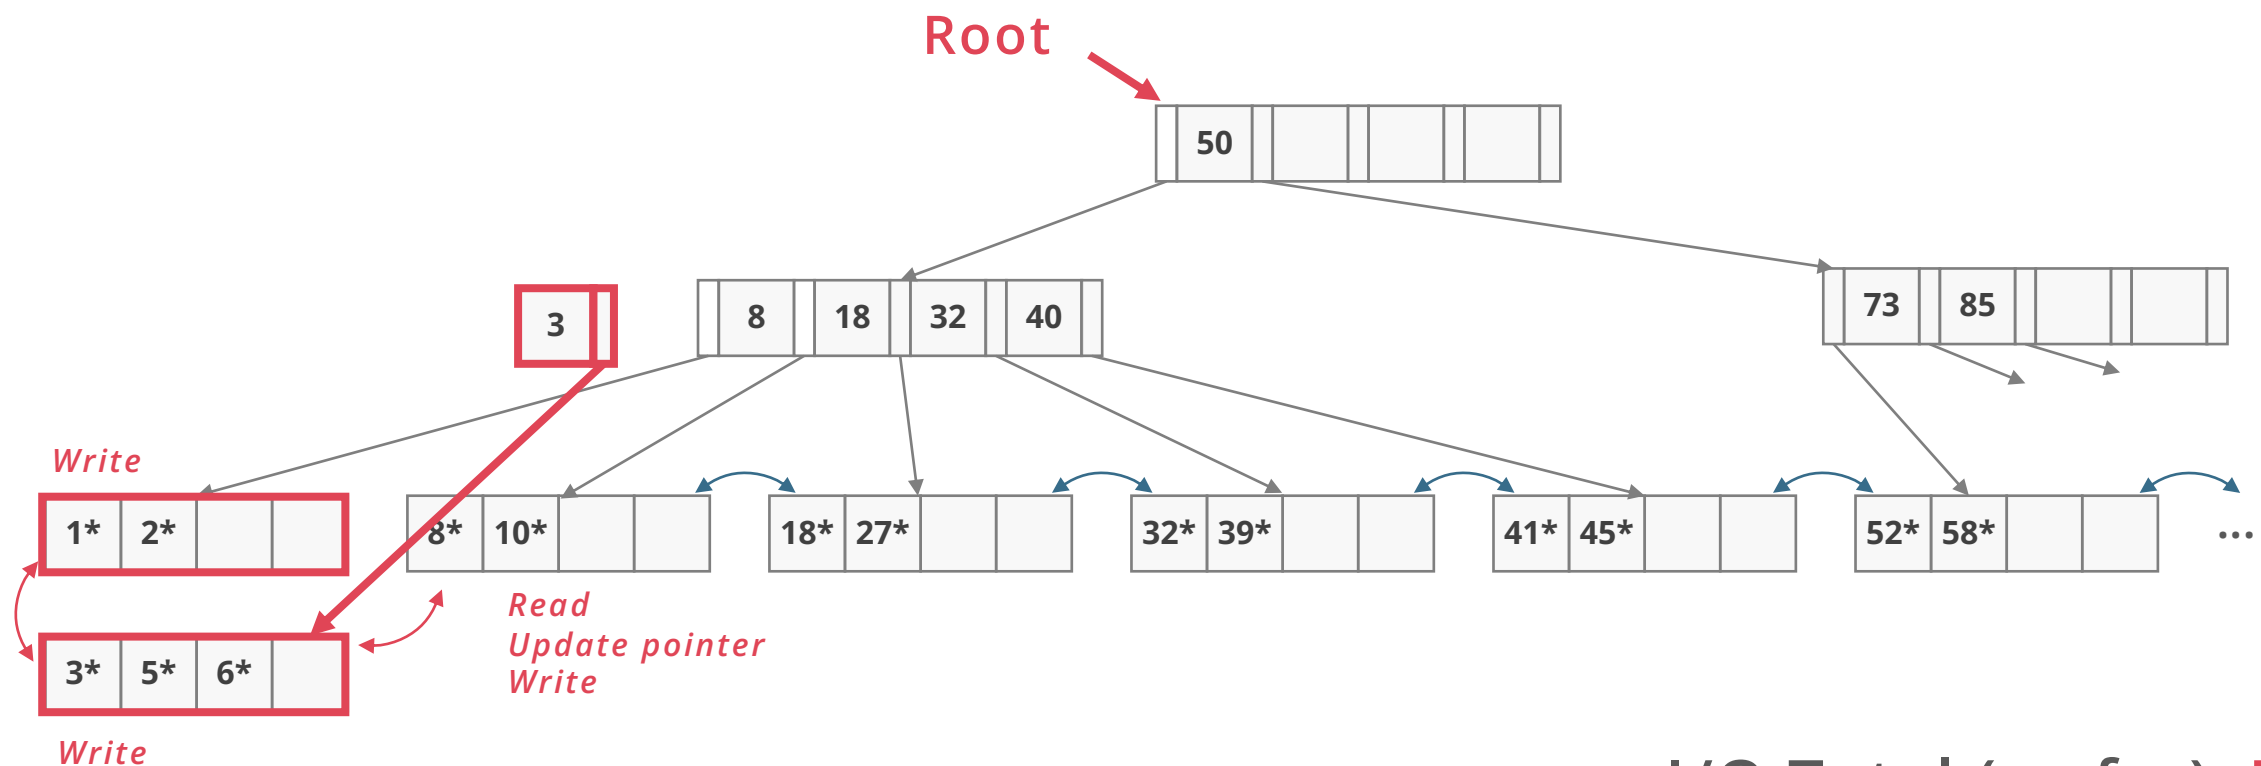 Root
50
3
8 18 32 40
73 85
Write
1* 2*
8* 10*
18* 27*
32* 39*
41* 45*
52* 58*
...
Read
Update pointer
Write
3* 5* 6*
Write